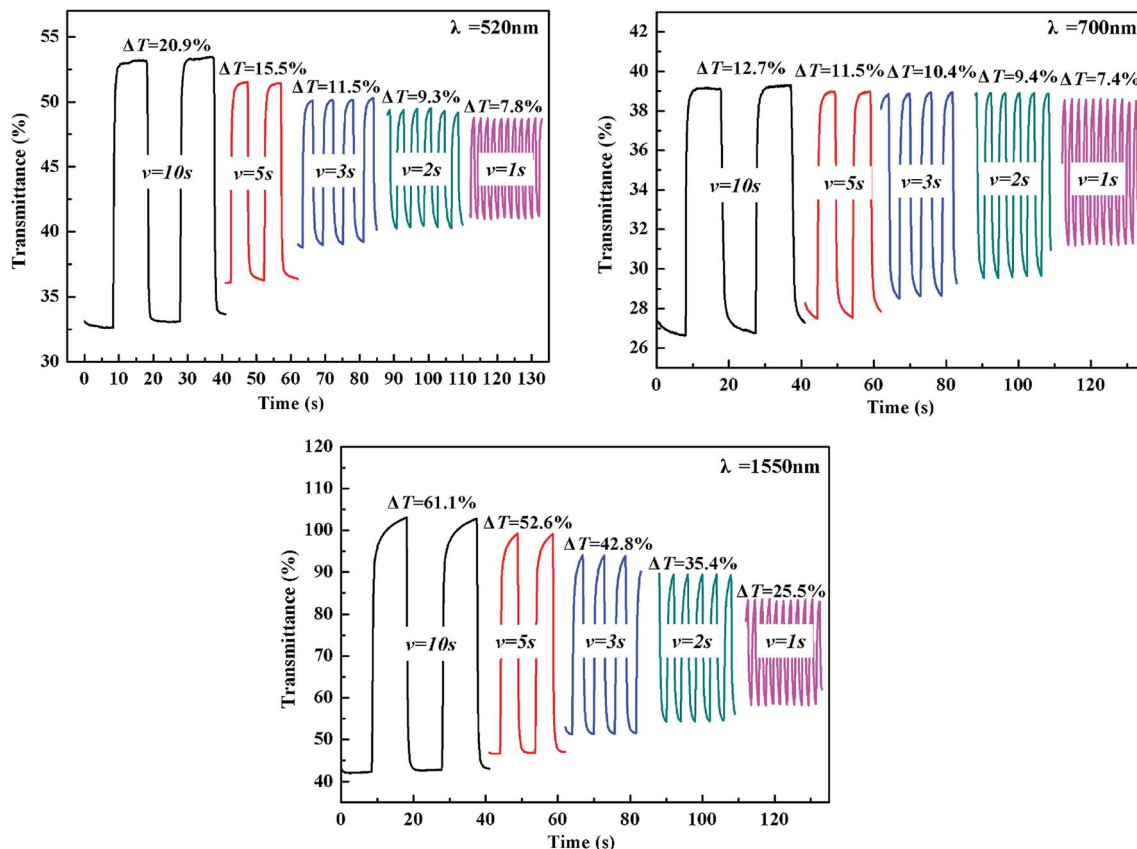 λ =520nm
ΔT=20.9%
ΔT=15.5%
ΔT=11.5%
ΔT=9.3%
ΔT=7.8%
v=10s
v=5s
v=3s
v=2s
v=1s
Transmittance (%)
55
50
45
40
35
30
0 10 20 30 40 50 60 70 80 90 100 110 120 130
Time (s)
λ =700nm
ΔT=12.7%
ΔT=11.5%
ΔT=10.4%
ΔT=9.4%
ΔT=7.4%
v=10s
v=5s
v=3s
v=2s
v=1s
Transmittance (%)
42
40
38
36
34
32
30
28
26
0 20 40 60 80 100 120
Time (s)
λ =1550nm
ΔT=61.1%
ΔT=52.6%
ΔT=42.8%
ΔT=35.4%
ΔT=25.5%
v=10s
v=5s
v=3s
v=2s
v=1s
Transmittance (%)
120
110
100
90
80
70
60
50
40
0 20 40 60 80 100 120
Time (s)